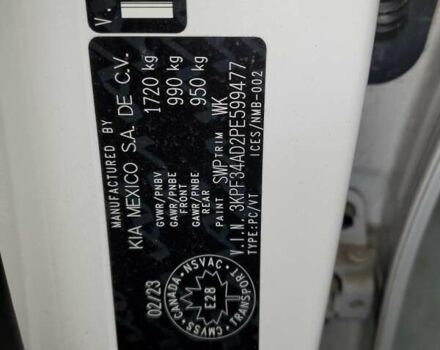 V.
MANUFACTURED BY
KIA MEXICO S.A. DE C.V.
02/23
GVWR/PNBV 1720 kg
GAWR/PNBE FRONT 990 kg
GAWR/PNBE REAR 950 kg
PAINT SWP TRIM WK
V.I.N. 3KPF34AD2PE599477
TYPE:PC/VT ICES/NMB-002
CANADA · NSVAC · TRANSPORT · CMVSS
E28